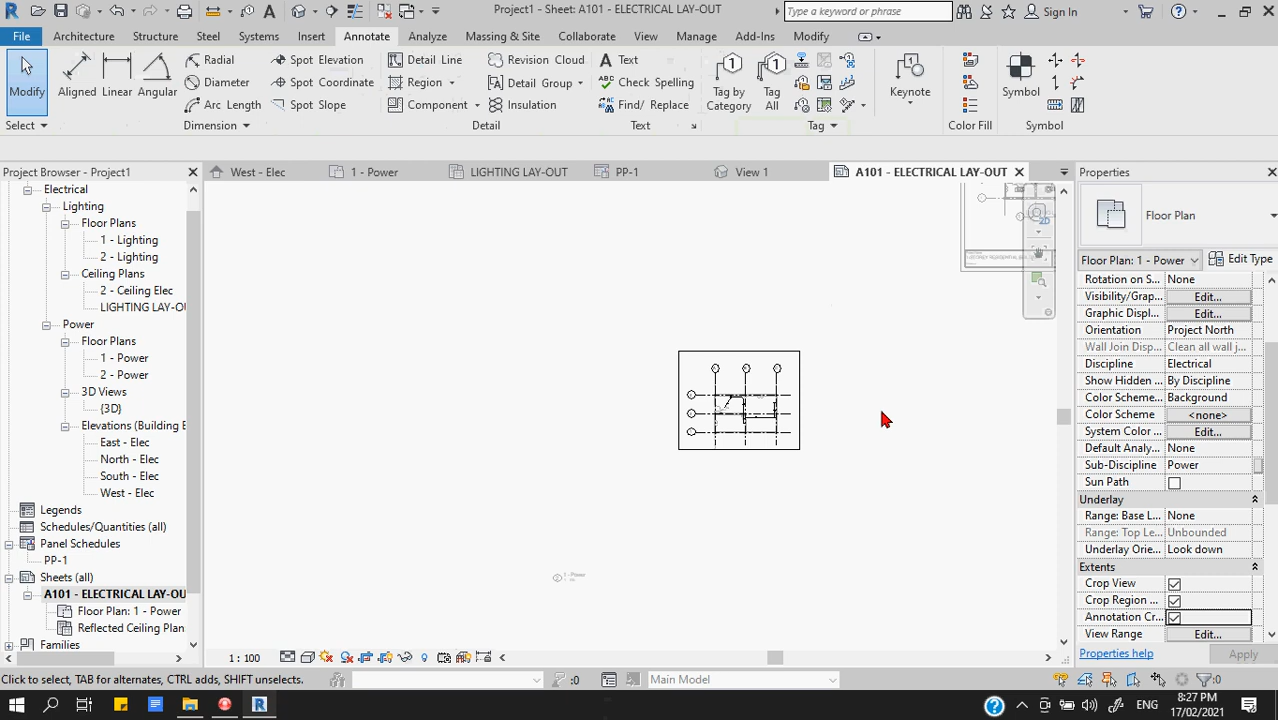 Project1 - Sheet: A101 - ELECTRICAL LAY-OUT
Type a keyword or phrase
Sign In
File
Architecture
Structure
Steel
Systems
Insert
Annotate
Analyze
Massing & Site
Collaborate
View
Manage
Add-Ins
Modify
Modify
Aligned
Linear
Angular
Radial
Diameter
Arc Length
Spot Elevation
Spot Coordinate
Spot Slope
Detail Line
Region
Component
Revision Cloud
Detail Group
Insulation
Text
Check Spelling
Find/ Replace
Tag by
Category
Tag
All
Keynote
Symbol
Select
Dimension
Detail
Text
Tag
Color Fill
Symbol
Project Browser - Project1
West - Elec
1 - Power
LIGHTING LAY-OUT
PP-1
View 1
A101 - ELECTRICAL LAY-OUT
Properties
Electrical
Lighting
Floor Plans
1 - Lighting
2 - Lighting
Ceiling Plans
2 - Ceiling Elec
LIGHTING LAY-OU
Power
Floor Plans
1 - Power
2 - Power
3D Views
{3D}
Elevations (Building E
East - Elec
North - Elec
South - Elec
West - Elec
Legends
Schedules/Quantities (all)
Panel Schedules
PP-1
Sheets (all)
A101 - ELECTRICAL LAY-OU
Floor Plan: 1 - Power
Reflected Ceiling Plan
Families
2D
1 - Power
Floor Plan
Floor Plan: 1 - Power
Edit Type
Rotation on S... None
Visibility/Grap... Edit...
Graphic Displ... Edit...
Orientation Project North
Wall Join Disp... Clean all wall j...
Discipline Electrical
Show Hidden ... By Discipline
Color Scheme... Background
Color Scheme <none>
System Color ... Edit...
Default Analy... None
Sub-Discipline Power
Sun Path
Underlay
Range: Base L... None
Range: Top Le... Unbounded
Underlay Orie... Look down
Extents
Crop View
Crop Region ...
Annotation Cr...
View Range Edit...
Properties help
Apply
1 : 100
Click to select, TAB for alternates, CTRL adds, SHIFT unselects.
:0
Main Model
:0
ENG
8:27 PM
17/02/2021